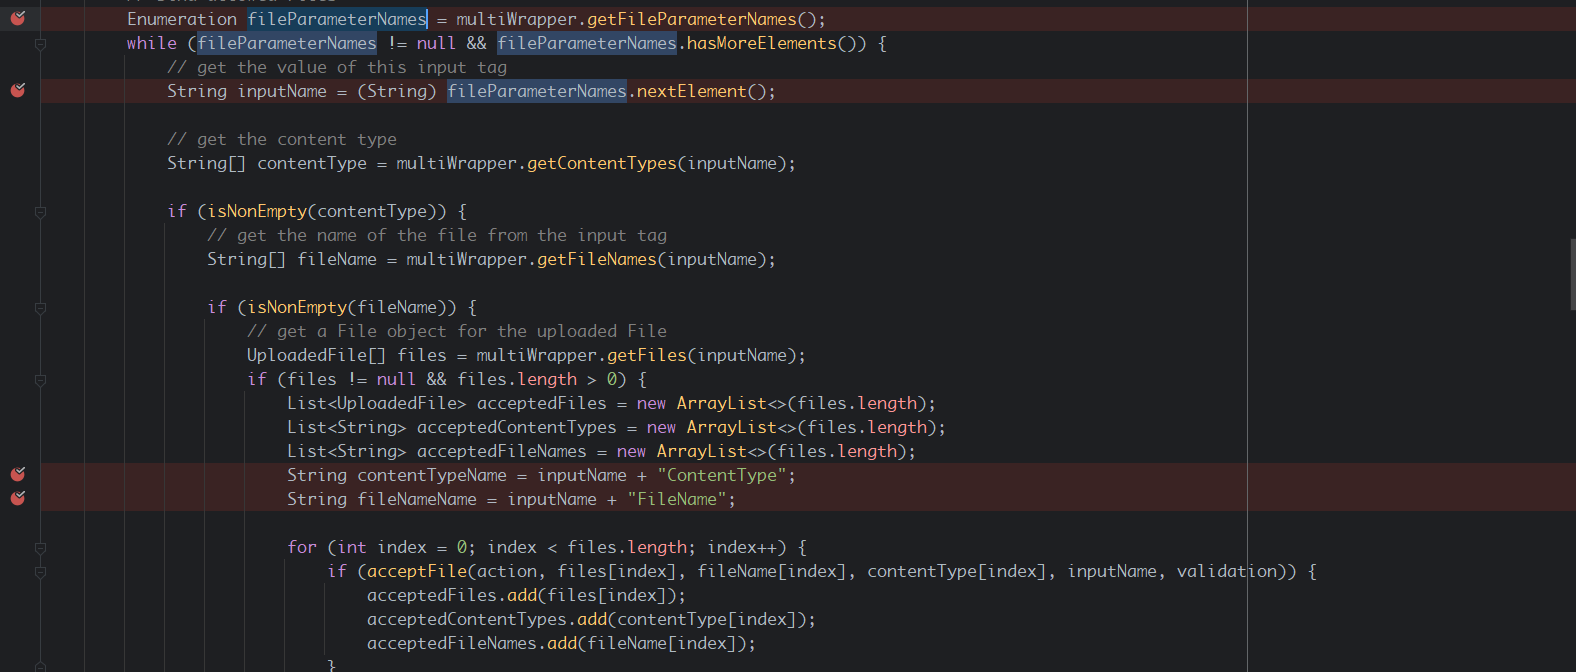 Enumeration fileParameterNames = multiWrapper.getFileParameterNames();
while (fileParameterNames != null && fileParameterNames.hasMoreElements()) {
// get the value of this input tag
String inputName = (String) fileParameterNames.nextElement();
// get the content type
String[] contentType = multiWrapper.getContentTypes(inputName);
if (isNonEmpty(contentType)) {
// get the name of the file from the input tag
String[] fileName = multiWrapper.getFileNames(inputName);
if (isNonEmpty(fileName)) {
// get a File object for the uploaded File
UploadedFile[] files = multiWrapper.getFiles(inputName);
if (files != null && files.length > 0) {
List<UploadedFile> acceptedFiles = new ArrayList<>(files.length);
List<String> acceptedContentTypes = new ArrayList<>(files.length);
List<String> acceptedFileNames = new ArrayList<>(files.length);
String contentTypeName = inputName + "ContentType";
String fileNameName = inputName + "FileName";
for (int index = 0; index < files.length; index++) {
if (acceptFile(action, files[index], fileName[index], contentType[index], inputName, validation)) {
acceptedFiles.add(files[index]);
acceptedContentTypes.add(contentType[index]);
acceptedFileNames.add(fileName[index]);
}